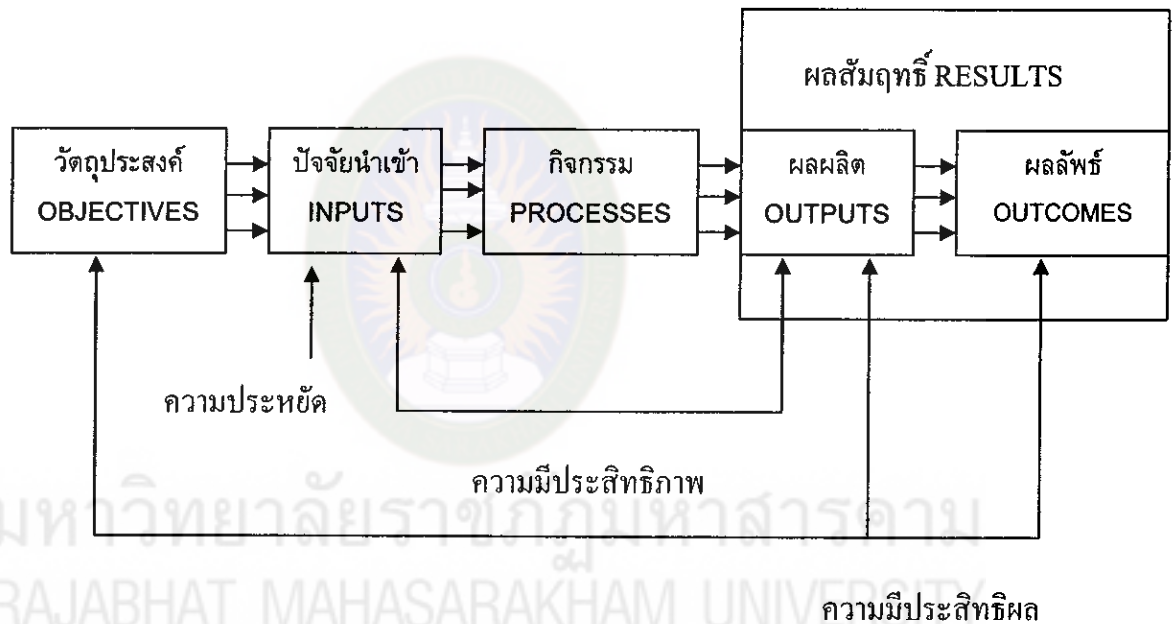 ผลสัมฤทธิ์ RESULTS
วัตถุประสงค์
OBJECTIVES
ปัจจัยนำเข้า
INPUTS
กิจกรรม
PROCESSES
ผลผลิต
OUTPUTS
ผลลัพธ์
OUTCOMES
ความประหยัด
ความมีประสิทธิภาพ
มหาวิทยาลัยราชภัฏมหาสารคาม
RAJABHAT MAHASARAKHAM UNIVERSITY
ความมีประสิทธิผล